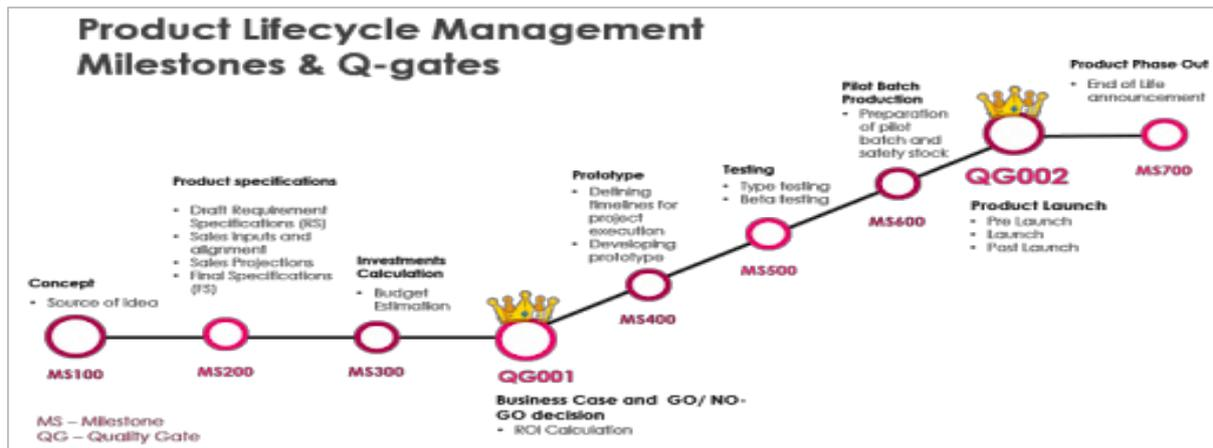 Product Lifecycle Management
Milestones & Q-gates
Concept
• Source of Idea
MS100
Product specifications
• Draft Requirement
Specifications (RS)
• Sales Inputs and
alignment
• Sales Projections
• Final Specifications
(FS)
MS200
Investments
Calculation
• Budget
Estimation
MS300
QG001
Business Case and GO/ NO-
GO decision
• ROI Calculation
Prototype
• Defining
timelines for
project
execution
• Developing
prototype
MS400
Testing
• Type testing
• Beta testing
MS500
Pilot Batch
Production
• Preparation
of pilot
batch and
safety stock
MS600
QG002
Product Launch
• Pre Launch
• Launch
• Post Launch
Product Phase Out
• End of Life
announcement
MS700
MS – Milestone
QG – Quality Gate